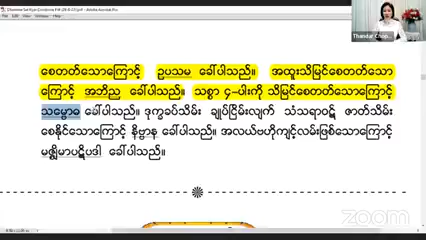 Thandar Chon
စေတတ်သောကြောင့် ဥပသမ ခေါ်ပါသည်။ အထူးသိမြင်စေတတ်သော
ကြောင့် အဘိည ခေါ်ပါသည်။ သစ္စာ ၄-ပါးကို သိမြင်စေတတ်သောကြောင့်
သမ္ဗောဓ ခေါ်ပါသည်။ ဒုက္ခခပ်သိမ်း ချုပ်ငြိမ်းလျက် သံသရာဝဋ် ဇာတ်သိမ်း
စေနိုင်သောကြောင့် နိဗ္ဗာန ခေါ်ပါသည်။ အလယ်ဗဟိုကျင့်လမ်းဖြစ်သောကြောင့်
မဇ္ဈိမာပဋိပဒါ ခေါ်ပါသည်။
zoom